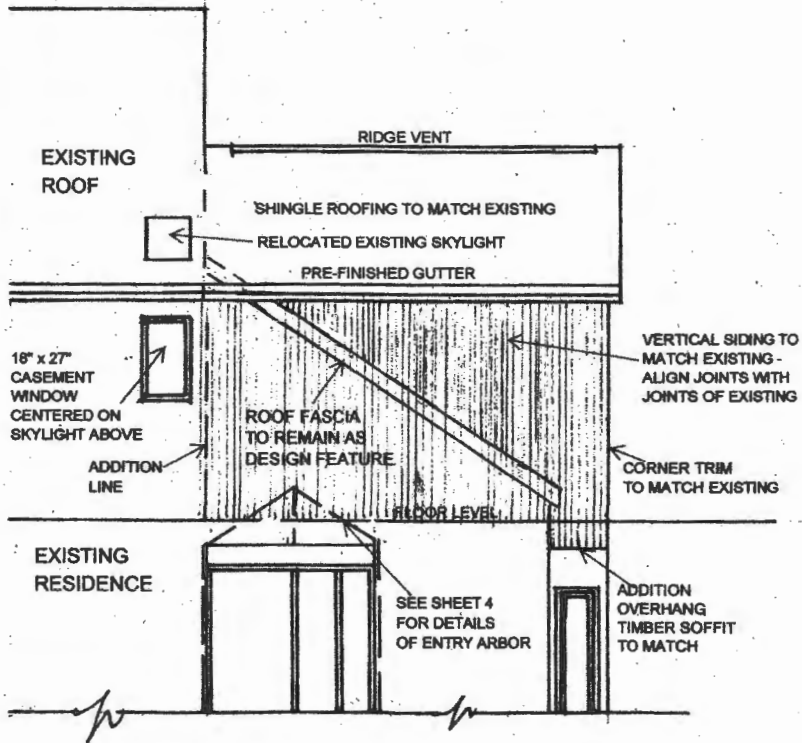 RIDGE VENT
EXISTING
ROOF
SHINGLE ROOFING TO MATCH EXISTING
RELOCATED EXISTING SKYLIGHT
PRE-FINISHED GUTTER
18" x 27"
CASEMENT
WINDOW
CENTERED ON
SKYLIGHT ABOVE
VERTICAL SIDING TO
MATCH EXISTING -
ALIGN JOINTS WITH
JOINTS OF EXISTING
ROOF FASCIA
TO REMAIN AS
DESIGN FEATURE
ADDITION
LINE
CORNER TRIM
TO MATCH EXISTING
FLOOR LEVEL
EXISTING
RESIDENCE
SEE SHEET 4
FOR DETAILS
OF ENTRY ARBOR
ADDITION
OVERHANG
TIMBER SOFFIT
TO MATCH